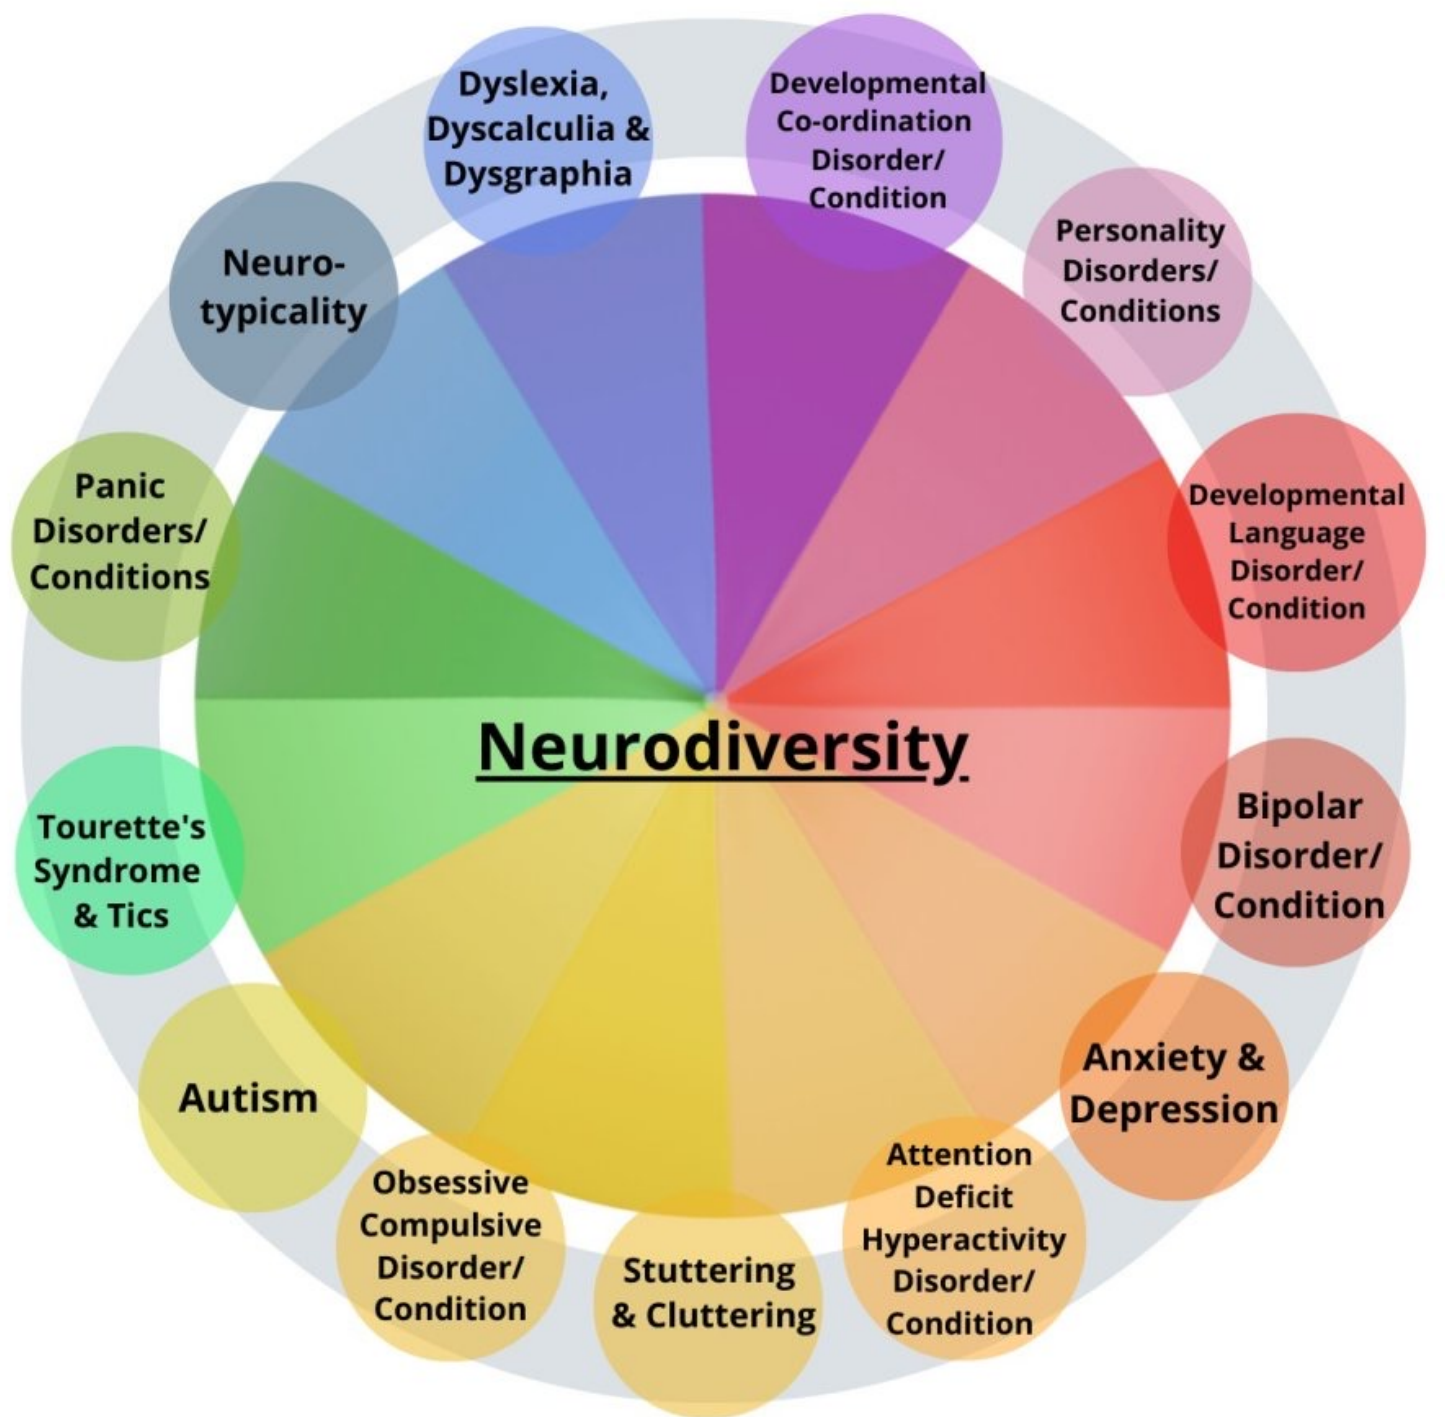 Dyslexia,
Dyscalculia &
Dysgraphia
Developmental
Co-ordination
Disorder/
Condition
Personality
Disorders/
Conditions
Developmental
Language
Disorder/
Condition
Bipolar
Disorder/
Condition
Anxiety &
Depression
Attention
Deficit
Hyperactivity
Disorder/
Condition
Stuttering
& Cluttering
Obsessive
Compulsive
Disorder/
Condition
Autism
Tourette's
Syndrome
& Tics
Panic
Disorders/
Conditions
Neuro-
typicality
Neurodiversity